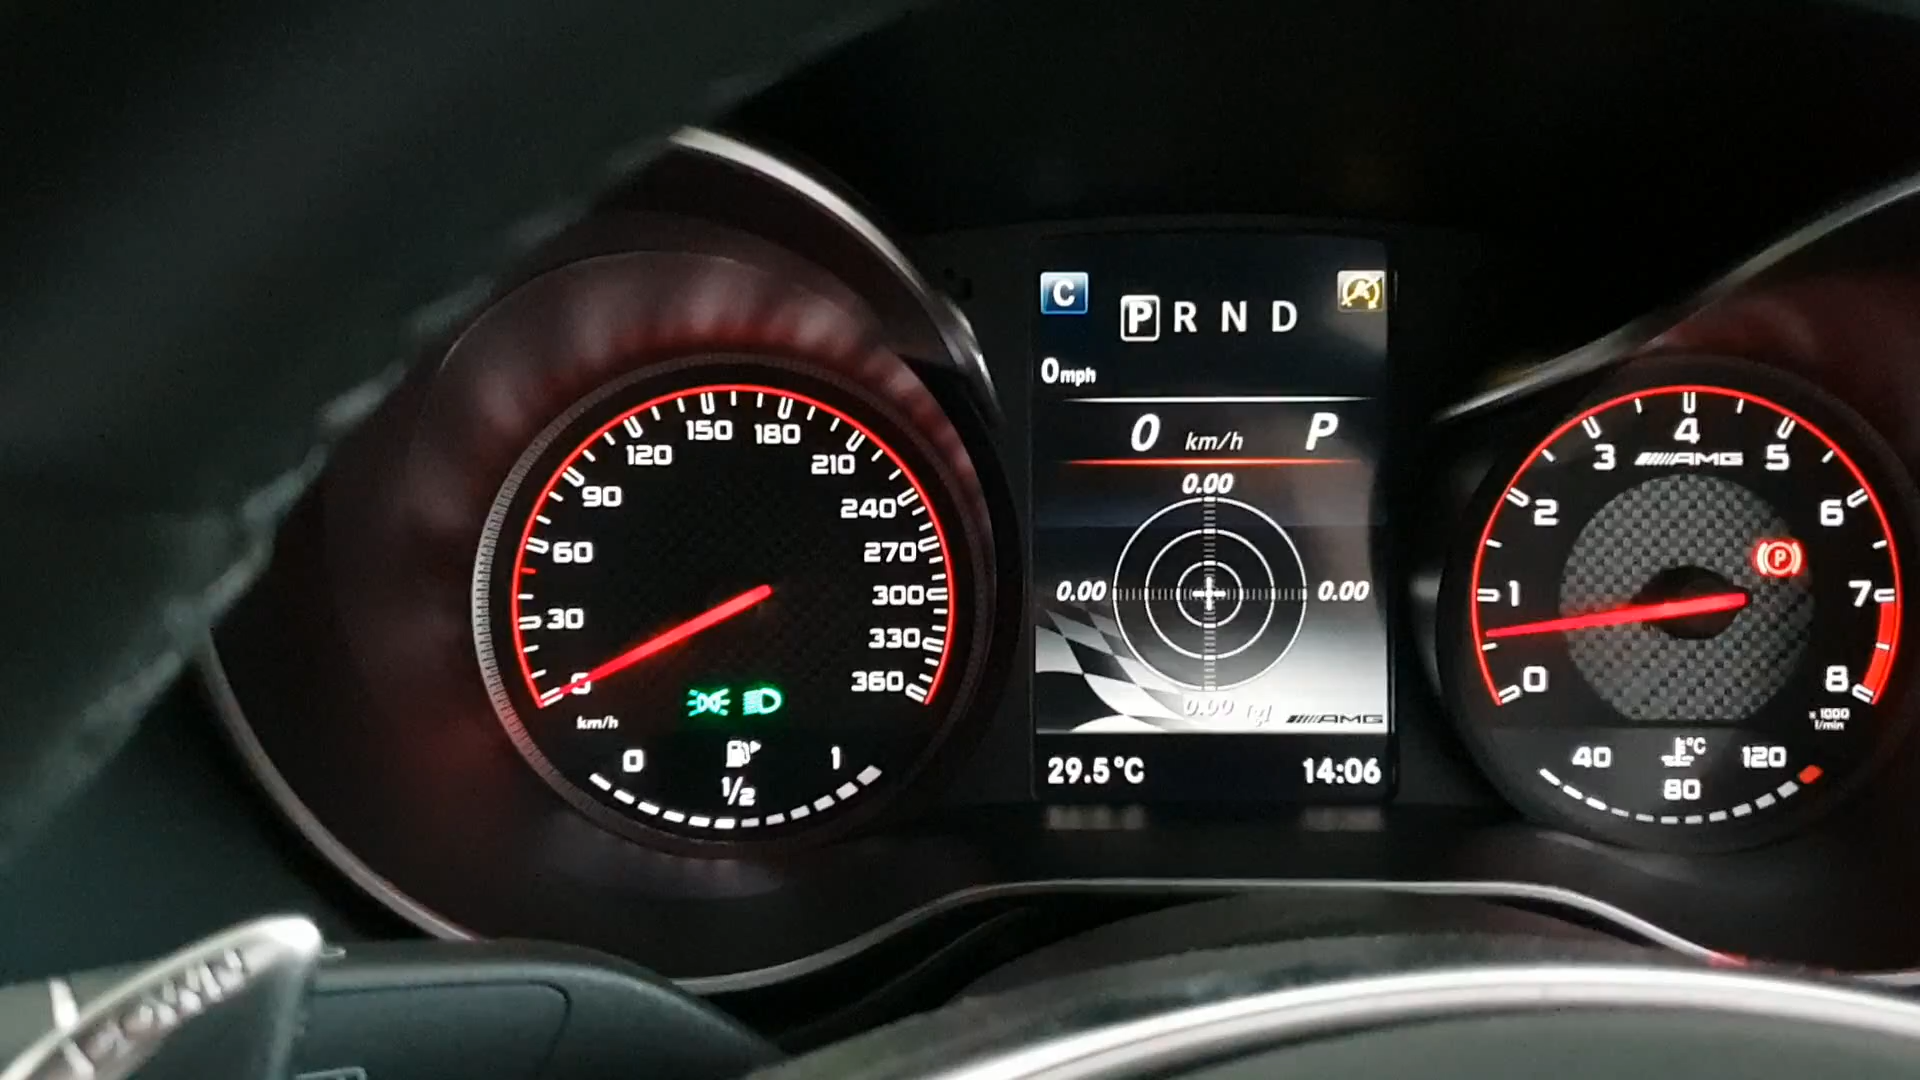 C
P R N D
A
0 mph
0 km/h P
0.00
0.00 0.00
0.00 [g] AMG
29.5°C 14:06
0 30 60 90 120 150 180 210 240 270 300 330 360
km/h
0 1/2 1
0 1 2 3 4 5 6 7 8
AMG
P
x 1000
1/min
°C
40 80 120
DOWN